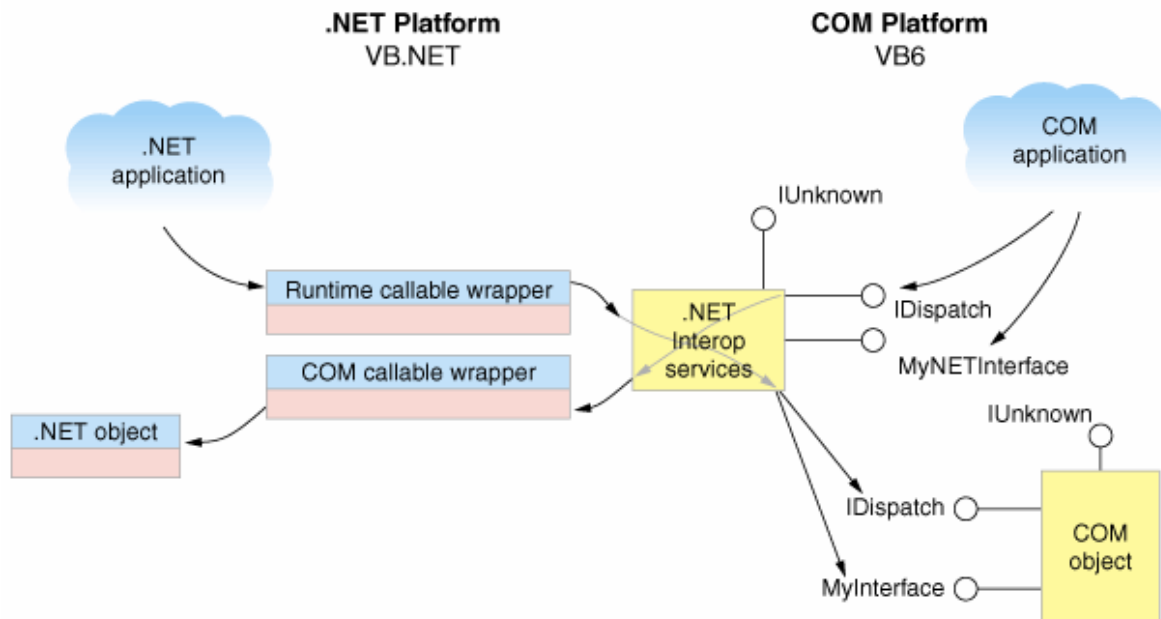 .NET Platform
VB.NET
COM Platform
VB6
.NET
application
COM
application
IUnknown
Runtime callable wrapper
.NET
Interop
services
IDispatch
MyNETInterface
COM callable wrapper
.NET object
IUnknown
IDispatch
COM
object
MyInterface